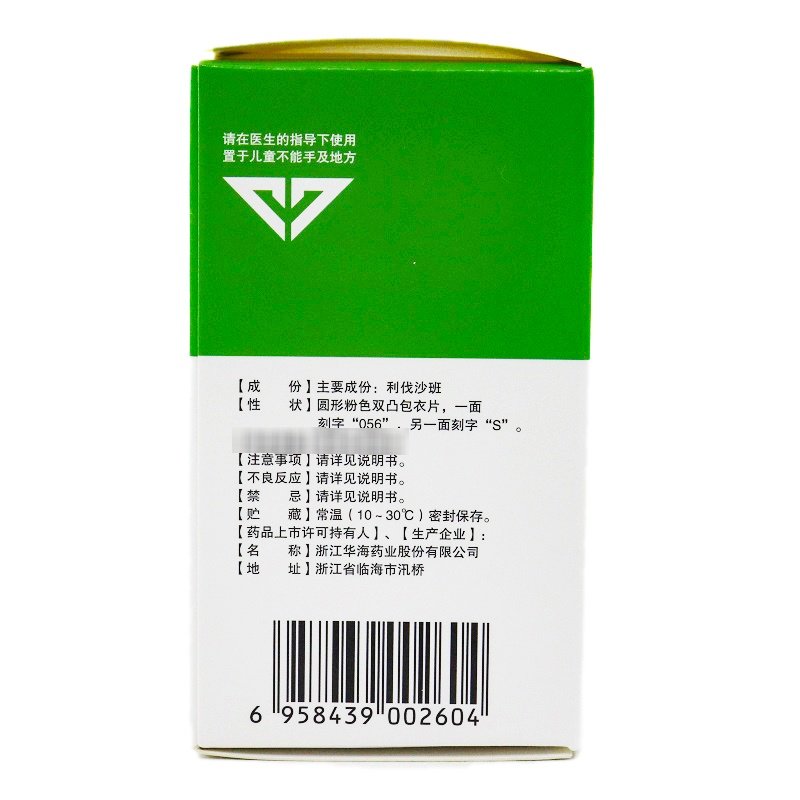 请在医生的指导下使用
置于儿童不能手及地方
【成　份】主要成份：利伐沙班
【性　状】圆形粉色双凸包衣片，一面
刻字“056”，另一面刻字“S”。
【注意事项】请详见说明书。
【不良反应】请详见说明书。
【禁　忌】请详见说明书。
【贮　藏】常温（10～30℃）密封保存。
【药品上市许可持有人】、【生产企业】：
【名　称】浙江华海药业股份有限公司
【地　址】浙江省临海市汛桥
6 958439 002604